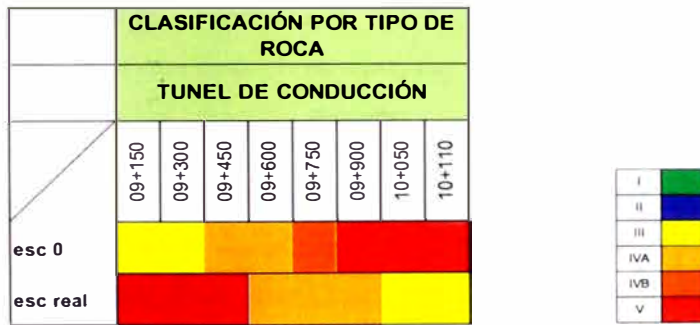 CLASIFICACIÓN POR TIPO DE
ROCA
TUNEL DE CONDUCCIÓN
09+150
09+300
09+450
09+600
09+750
09+900
10+050
10+110
esc 0
esc real
I
II
III
IVA
IVB
V